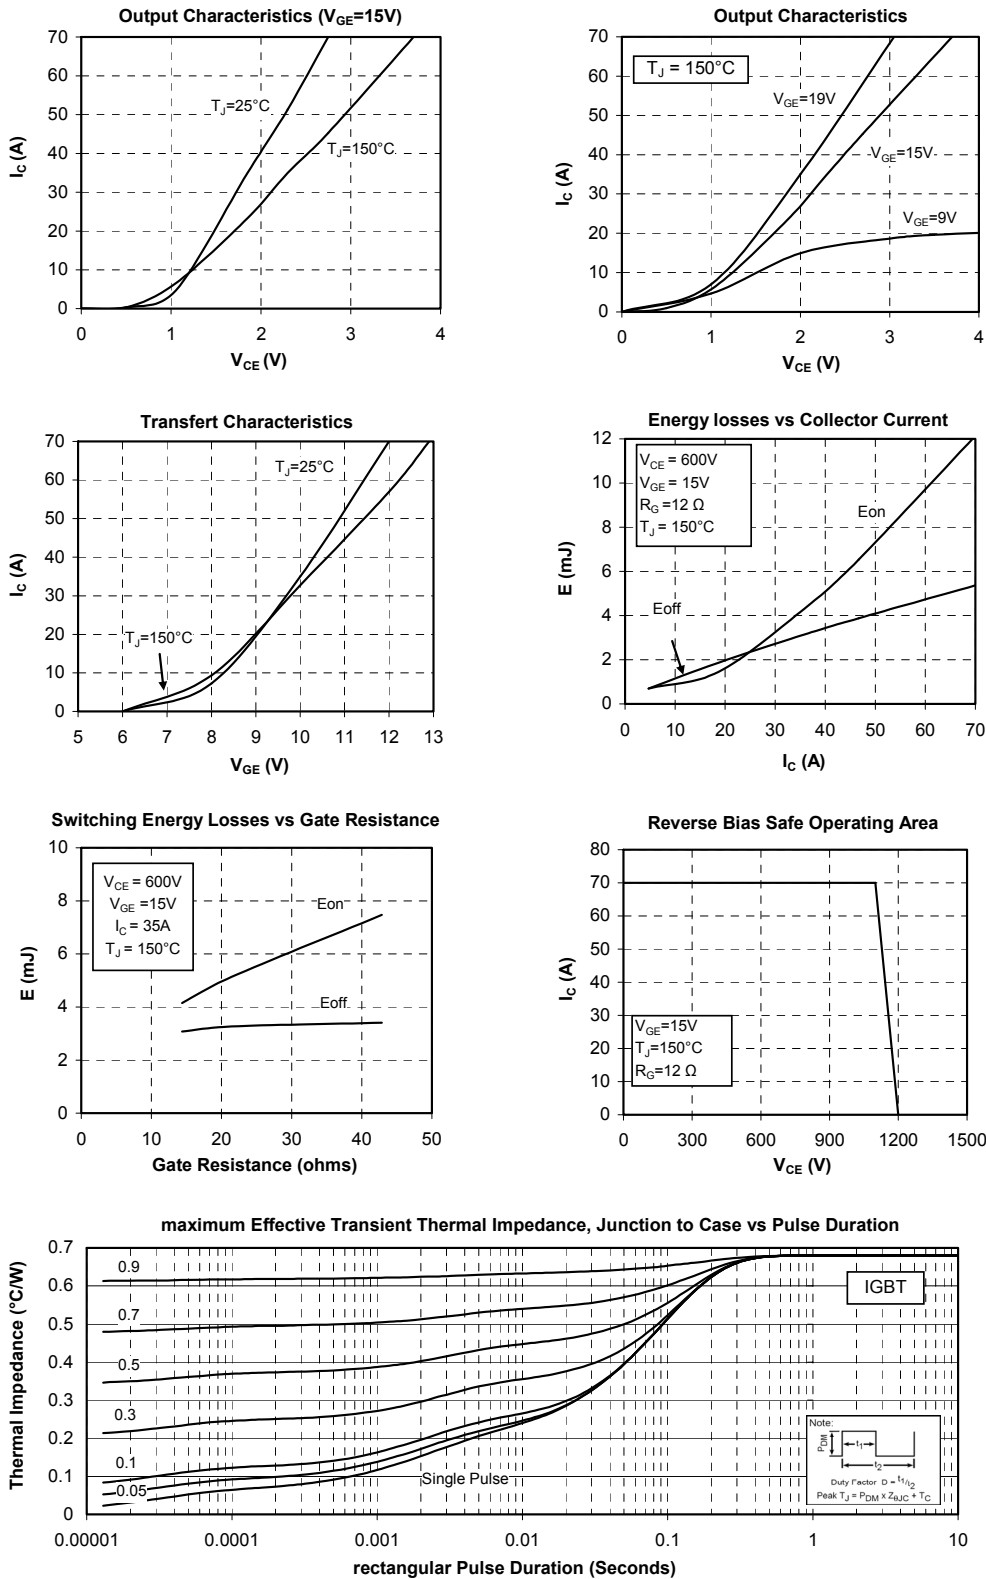 Output Characteristics (VGE=15V)
70
60
50
40
30
20
10
0
0 1 2 3 4
IC (A)
VCE (V)
TJ=25°C
TJ=150°C
Output Characteristics
70
60
50
40
30
20
10
0
0 1 2 3 4
IC (A)
VCE (V)
TJ = 150°C
VGE=19V
VGE=15V
VGE=9V
Transfert Characteristics
70
60
50
40
30
20
10
0
5 6 7 8 9 10 11 12 13
IC (A)
VGE (V)
TJ=25°C
TJ=150°C
Energy losses vs Collector Current
12
10
8
6
4
2
0
0 10 20 30 40 50 60 70
E (mJ)
IC (A)
VCE = 600V
VGE = 15V
RG = 12 Ω
TJ = 150°C
Eon
Eoff
Switching Energy Losses vs Gate Resistance
10
8
6
4
2
0
0 10 20 30 40 50
E (mJ)
Gate Resistance (ohms)
VCE = 600V
VGE =15V
IC = 35A
TJ = 150°C
Eon
Eoff
Reverse Bias Safe Operating Area
80
70
60
50
40
30
20
10
0
0 300 600 900 1200 1500
IC (A)
VCE (V)
VGE=15V
TJ=150°C
RG=12 Ω
maximum Effective Transient Thermal Impedance, Junction to Case vs Pulse Duration
0.7
0.6
0.5
0.4
0.3
0.2
0.1
0
0.00001 0.0001 0.001 0.01 0.1 1 10
Thermal Impedance (°C/W)
rectangular Pulse Duration (Seconds)
0.9
0.7
0.5
0.3
0.1
0.05
Single Pulse
IGBT
Note:
PDM
t1
t2
Duty Factor D = t1/t2
Peak TJ = PDM x ZθJC + TC